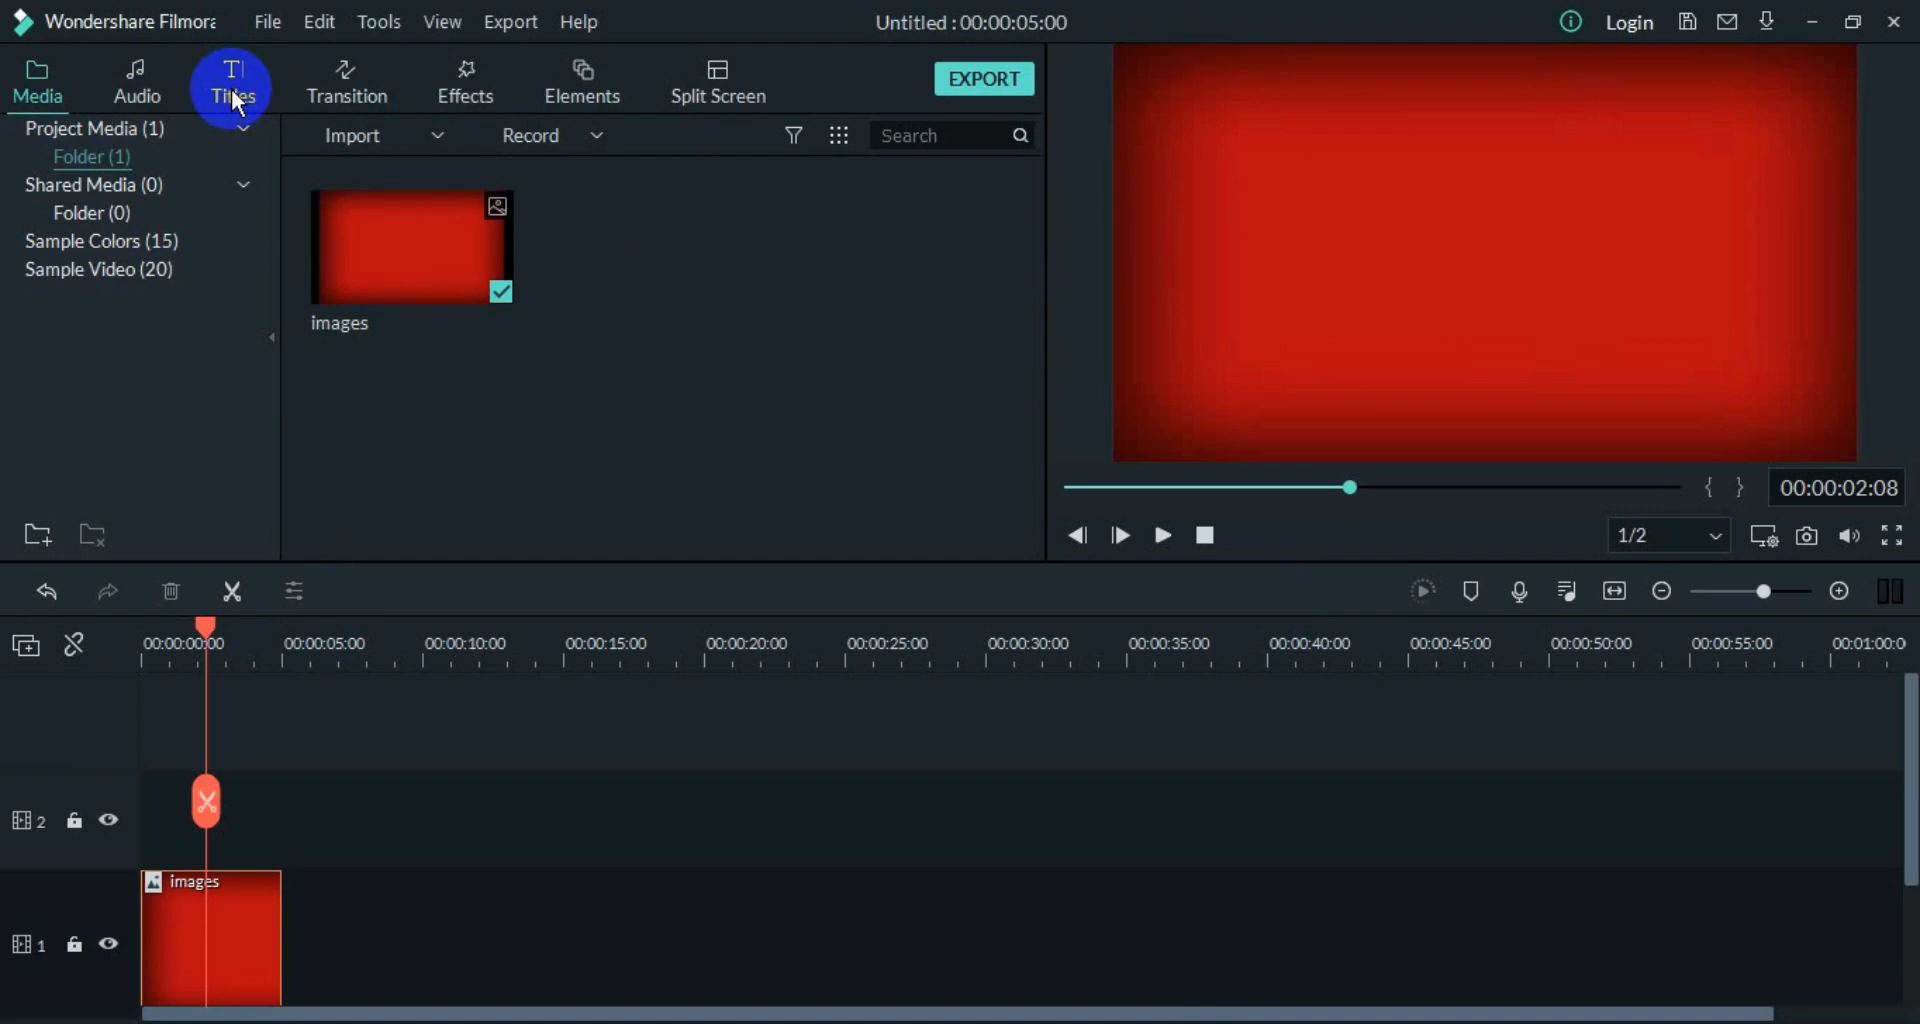 Wondershare Filmora File Edit Tools View Export Help Untitled : 00:00:05:00 Login
Media Audio Titles Transition Effects Elements Split Screen EXPORT
Project Media (1) Import Record Search
Folder (1)
Shared Media (0)
Folder (0)
Sample Colors (15)
Sample Video (20)
images
00:00:02:08
1/2
00:00:00:00 00:00:05:00 00:00:10:00 00:00:15:00 00:00:20:00 00:00:25:00 00:00:30:00 00:00:35:00 00:00:40:00 00:00:45:00 00:00:50:00 00:00:55:00 00:01:00:0
2
images
1